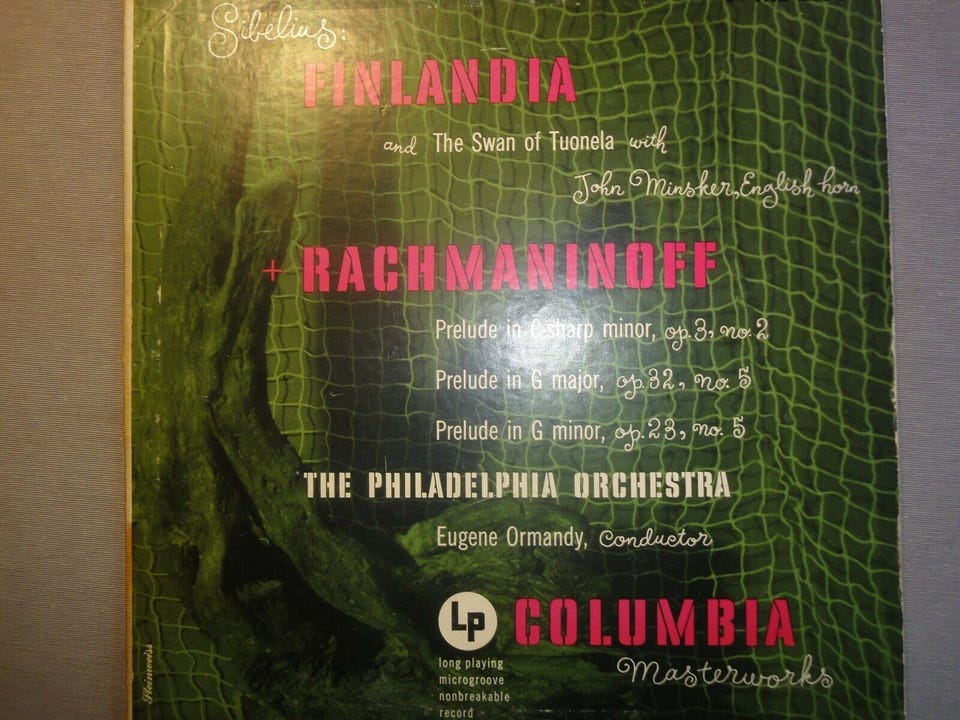 Sibelius:
FINLANDIA
and The Swan of Tuonela with
John Minsker, English horn
+ RACHMANINOFF
Prelude in C sharp minor, op. 3, no. 2
Prelude in G major, op. 32, no. 5
Prelude in G minor, op. 23, no. 5
THE PHILADELPHIA ORCHESTRA
Eugene Ormandy, conductor
LP COLUMBIA
Masterworks
long playing
microgroove
nonbreakable
record
Steinweiss